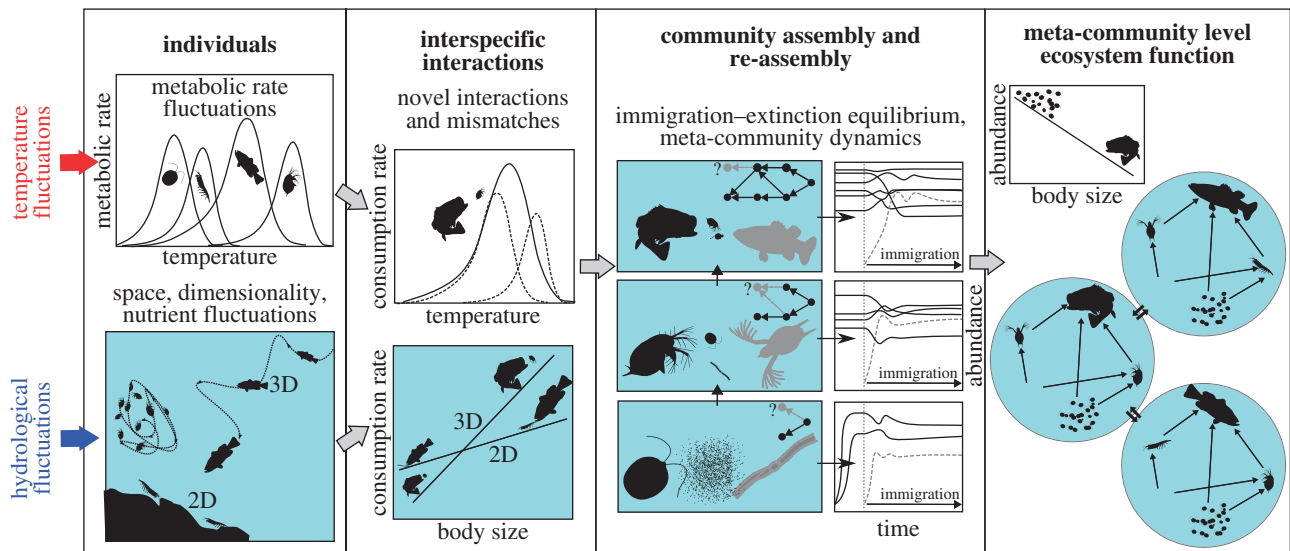 temperature
fluctuations
hydrological
fluctuations
individuals
metabolic rate
fluctuations
metabolic rate
temperature
space, dimensionality,
nutrient fluctuations
3D
2D
interspecific
interactions
novel interactions
and mismatches
consumption rate
temperature
consumption rate
3D
2D
body size
community assembly and
re-assembly
immigration–extinction equilibrium,
meta-community dynamics
?
immigration
?
immigration
?
immigration
abundance
time
meta-community level
ecosystem function
abundance
body size